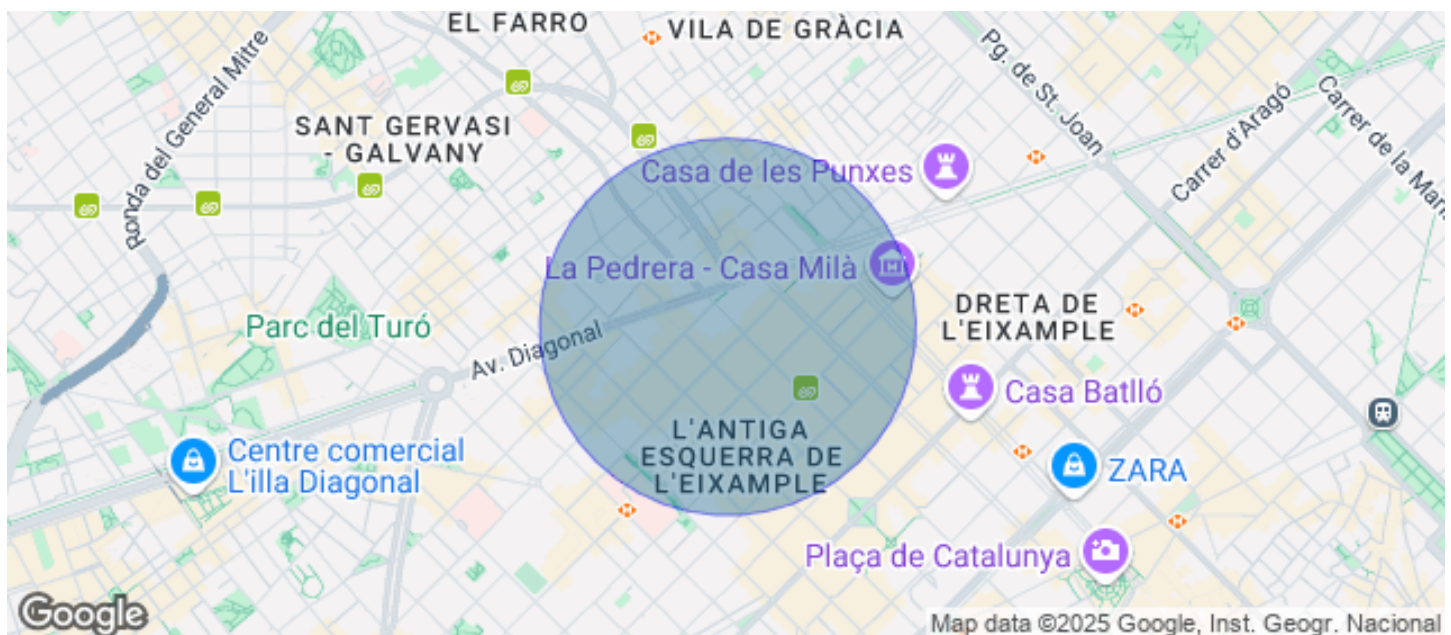 EL FARRÓ
VILA DE GRÀCIA
Ronda del General Mitre
Pg. de St. Joan
Carrer d'Aragó
Carrer de la Mari
SANT GERVASI
- GALVANY
Casa de les Punxes
La Pedrera - Casa Milà
DRETA DE
L'EIXAMPLE
Parc del Turó
Av. Diagonal
Casa Batlló
L'ANTIGA
ESQUERRA DE
L'EIXAMPLE
Centre comercial
L'illa Diagonal
ZARA
Plaça de Catalunya
Google
Map data ©2025 Google, Inst. Geogr. Nacional